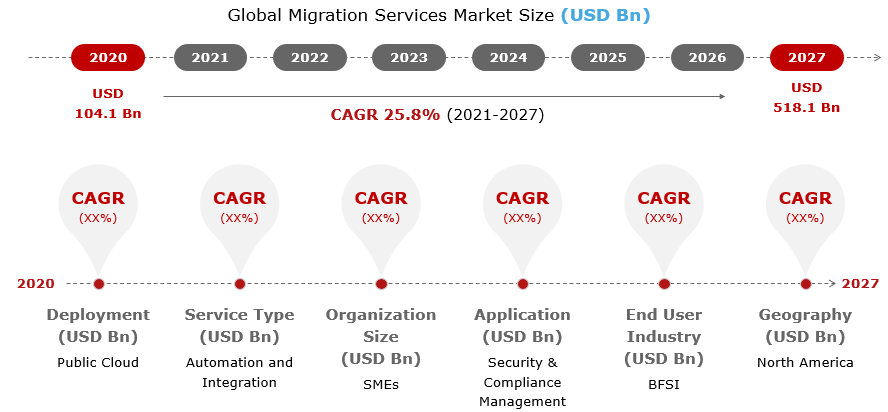 Global Migration Services Market Size (USD Bn)
2020 2021 2022 2023 2024 2025 2026 2027
USD
104.1 Bn
USD
518.1 Bn
CAGR 25.8% (2021-2027)
CAGR CAGR CAGR CAGR CAGR CAGR
(XX%) (XX%) (XX%) (XX%) (XX%) (XX%)
2020 2027
Deployment
(USD Bn)
Public Cloud
Service Type
(USD Bn)
Automation and
Integration
Organization
Size
(USD Bn)
SMEs
Application
(USD Bn)
Security &
Compliance
Management
End User
Industry
(USD Bn)
BFSI
Geography
(USD Bn)
North America